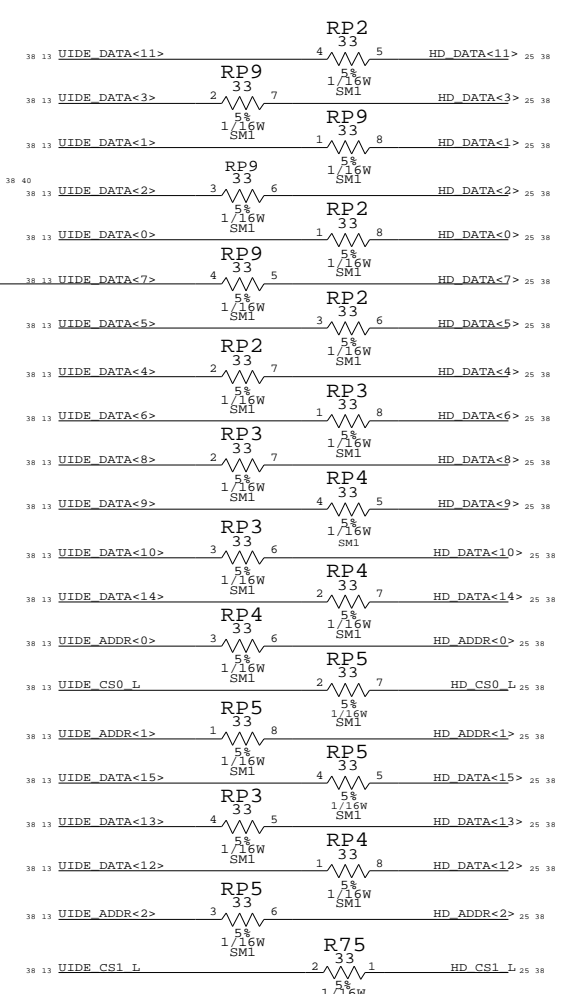 RP2
33
38 13 UIDE_DATA<11> 4 5 HD_DATA<11> 25 38
5%
1/16W
SM1
RP9
33
38 13 UIDE_DATA<3> 2 7 HD_DATA<3> 25 38
5%
1/16W
SM1
RP9
33
38 13 UIDE_DATA<1> 1 8 HD_DATA<1> 25 38
5%
1/16W
SM1
38 40
RP9
33
38 13 UIDE_DATA<2> 3 6 HD_DATA<2> 25 38
5%
1/16W
SM1
RP2
33
38 13 UIDE_DATA<0> 1 8 HD_DATA<0> 25 38
5%
1/16W
SM1
RP9
33
38 13 UIDE_DATA<7> 4 5 HD_DATA<7> 25 38
5%
1/16W
SM1
RP2
33
38 13 UIDE_DATA<5> 3 6 HD_DATA<5> 25 38
5%
1/16W
SM1
RP2
33
38 13 UIDE_DATA<4> 2 7 HD_DATA<4> 25 38
5%
1/16W
SM1
RP3
33
38 13 UIDE_DATA<6> 1 8 HD_DATA<6> 25 38
5%
1/16W
SM1
RP3
33
38 13 UIDE_DATA<8> 2 7 HD_DATA<8> 25 38
5%
1/16W
SM1
RP4
33
38 13 UIDE_DATA<9> 4 5 HD_DATA<9> 25 38
5%
1/16W
SM1
RP3
33
38 13 UIDE_DATA<10> 3 6 HD_DATA<10> 25 38
5%
1/16W
SM1
RP4
33
38 13 UIDE_DATA<14> 2 7 HD_DATA<14> 25 38
5%
1/16W
SM1
RP4
33
38 13 UIDE_ADDR<0> 3 6 HD_ADDR<0> 25 38
5%
1/16W
SM1
RP5
33
38 13 UIDE_CS0_L 2 7 HD_CS0_L 25 38
5%
1/16W
SM1
RP5
33
38 13 UIDE_ADDR<1> 1 8 HD_ADDR<1> 25 38
5%
1/16W
SM1
RP5
33
38 13 UIDE_DATA<15> 4 5 HD_DATA<15> 25 38
5%
1/16W
SM1
RP3
33
38 13 UIDE_DATA<13> 4 5 HD_DATA<13> 25 38
5%
1/16W
SM1
RP4
33
38 13 UIDE_DATA<12> 1 8 HD_DATA<12> 25 38
5%
1/16W
SM1
RP5
33
38 13 UIDE_ADDR<2> 3 6 HD_ADDR<2> 25 38
5%
1/16W
SM1
R75
33
38 13 UIDE_CS1_L 2 1 HD_CS1_L 25 38
5%
1/16W